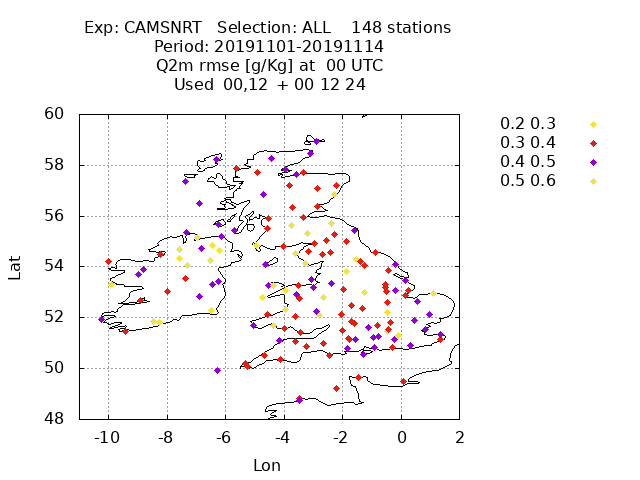 Exp: CAMSNRT   Selection: ALL    148 stations
Period: 20191101-20191114
Q2m rmse [g/Kg] at  00 UTC
Used  00,12  + 00 12 24
0.2 0.3
0.3 0.4
0.4 0.5
0.5 0.6
60
58
56
54
52
50
48
Lat
-10 -8 -6 -4 -2 0 2
Lon